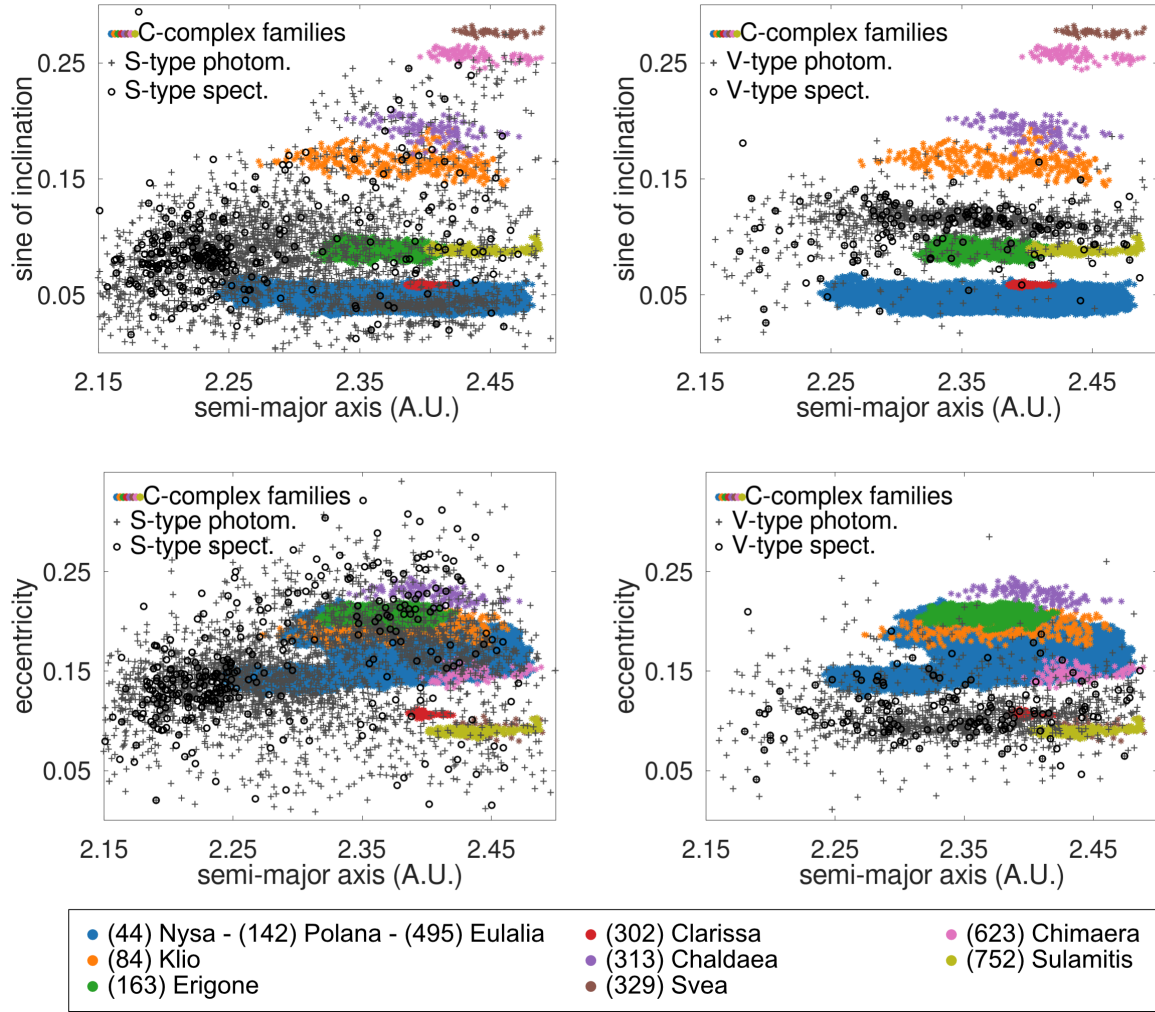 C-complex families
S-type photom.
S-type spect.
0.25
0.15
0.05
sine of inclination
2.15 2.25 2.35 2.45
semi-major axis (A.U.)
C-complex families
V-type photom.
V-type spect.
0.25
0.15
0.05
sine of inclination
2.15 2.25 2.35 2.45
semi-major axis (A.U.)
C-complex families
S-type photom.
S-type spect.
0.25
0.15
0.05
eccentricity
2.15 2.25 2.35 2.45
semi-major axis (A.U.)
C-complex families
V-type photom.
V-type spect.
0.25
0.15
0.05
eccentricity
2.15 2.25 2.35 2.45
semi-major axis (A.U.)
(44) Nysa - (142) Polana - (495) Eulalia
(84) Klio
(163) Erigone
(302) Clarissa
(313) Chaldaea
(329) Svea
(623) Chimaera
(752) Sulamitis